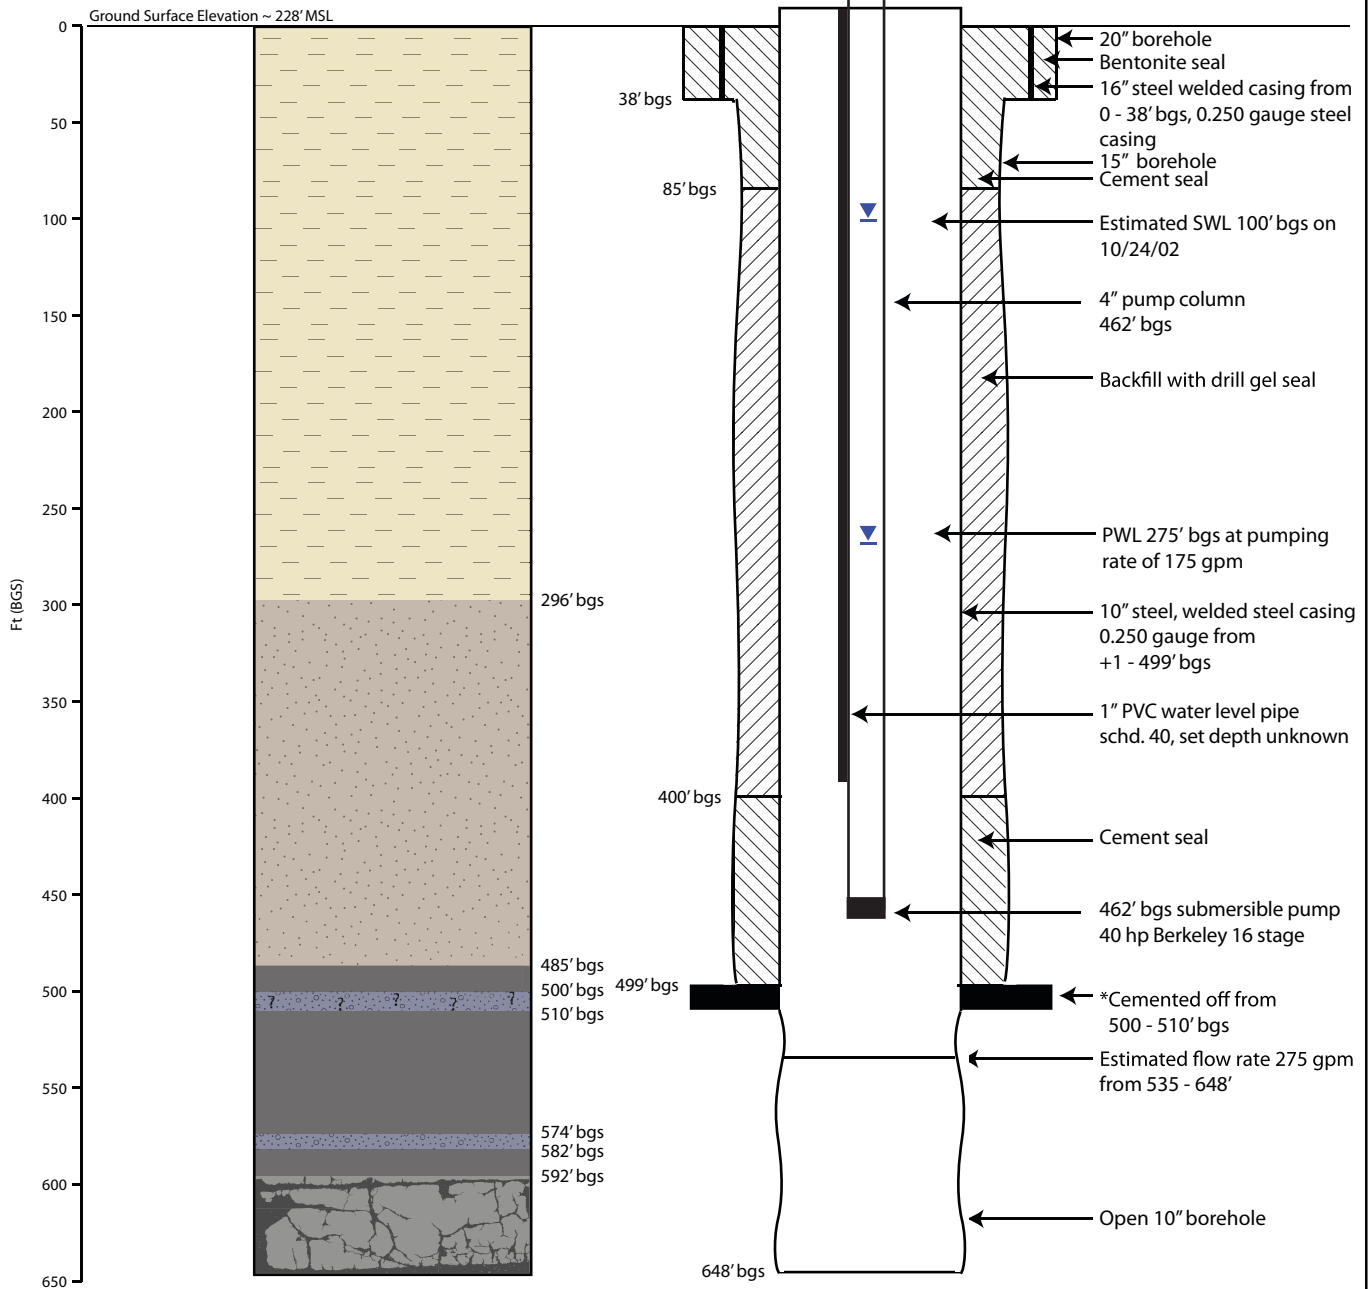 Ground Surface Elevation ~ 228' MSL
Ft (BGS)
0
50
100
150
200
250
300
350
400
450
500
550
600
650
296' bgs
485' bgs
500' bgs
510' bgs
574' bgs
582' bgs
592' bgs
? ? ? ? ?
38' bgs
85' bgs
400' bgs
499' bgs
648' bgs
20" borehole
Bentonite seal
16" steel welded casing from
0 - 38' bgs, 0.250 gauge steel
casing
15" borehole
Cement seal
Estimated SWL 100' bgs on
10/24/02
4" pump column
462' bgs
Backfill with drill gel seal
PWL 275' bgs at pumping
rate of 175 gpm
10" steel, welded steel casing
0.250 gauge from
+1 - 499' bgs
1" PVC water level pipe
schd. 40, set depth unknown
Cement seal
462' bgs submersible pump
40 hp Berkeley 16 stage
*Cemented off from
500 - 510' bgs
Estimated flow rate 275 gpm
from 535 - 648'
Open 10" borehole